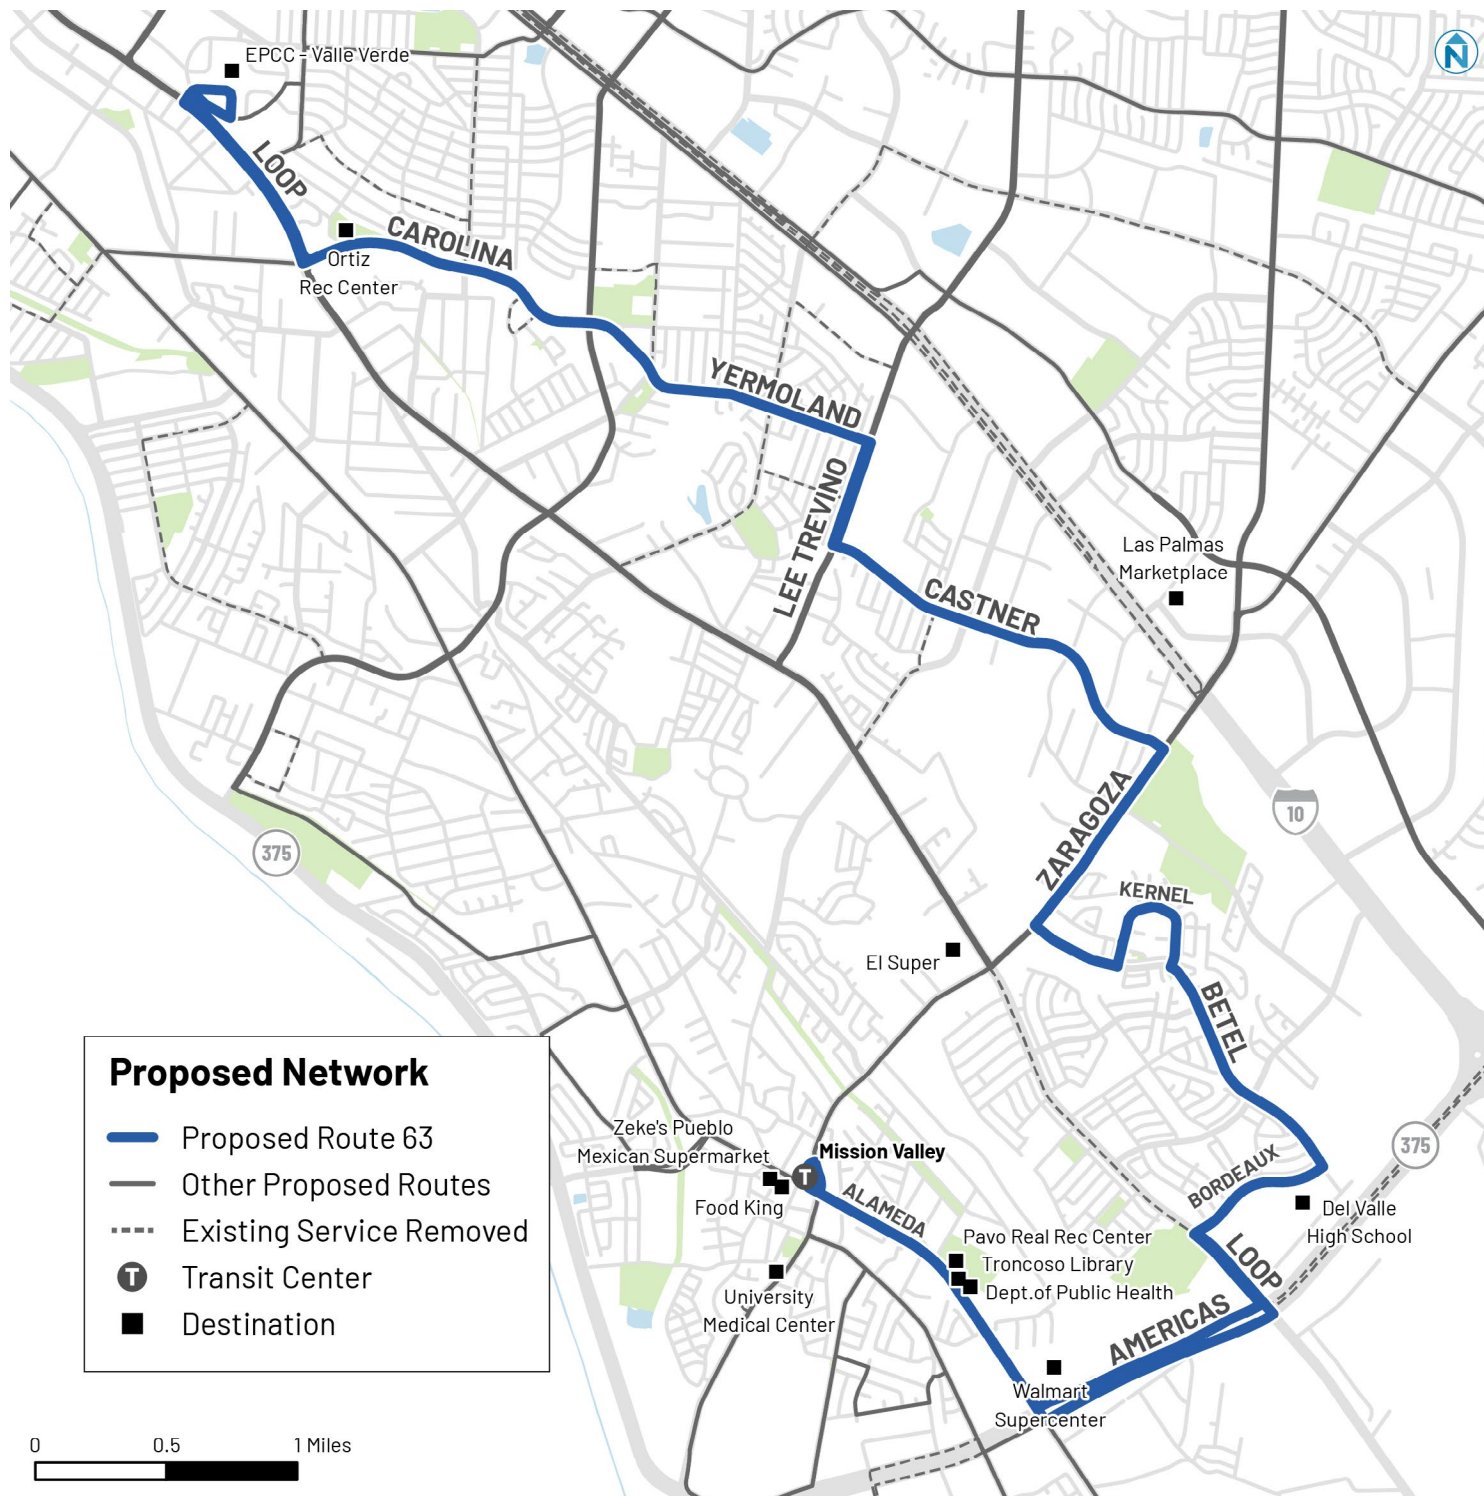 N
EPCC - Valle Verde
LOOP
CAROLINA
Ortiz
Rec Center
YERMOLAND
LEE TREVINO
CASTNER
Las Palmas
Marketplace
ZARAGOZA
10
375
KERNEL
El Super
BETEL
Proposed Network
Proposed Route 63
Other Proposed Routes
Existing Service Removed
Transit Center
T
Destination
Zeke's Pueblo
Mexican Supermarket
Mission Valley
T
Food King
ALAMEDA
BORDEAUX
375
Del Valle
High School
Pavo Real Rec Center
Troncoso Library
Dept.of Public Health
LOOP
University
Medical Center
AMERICAS
Walmart
Supercenter
0 0.5 1 Miles